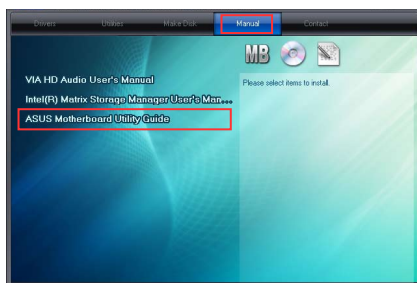 Drivers Utilities Make Disk Manual Contact
MB
VIA HD Audio User's Manual
Please select items to install.
Intel(R) Matrix Storage Manager User's Man...
ASUS Motherboard Utility Guide